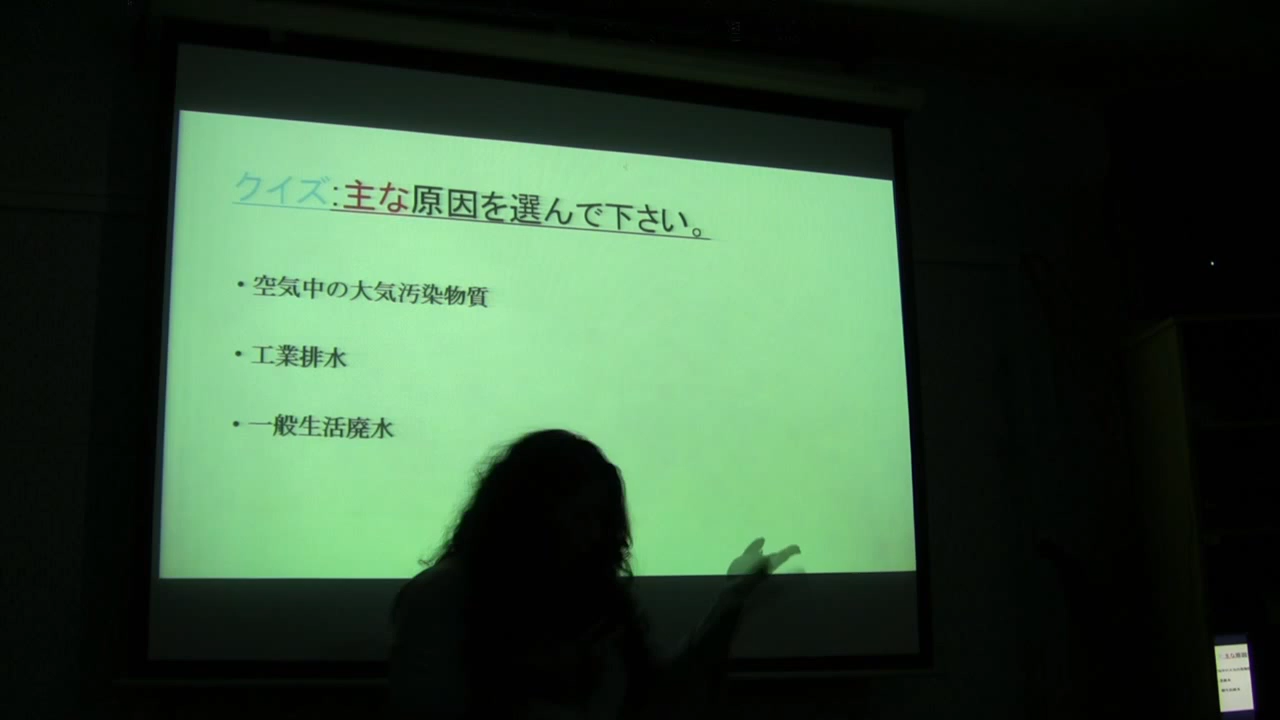 クイズ:主な原因を選んで下さい。
・空気中の大気汚染物質
・工業排水
・一般生活廃水